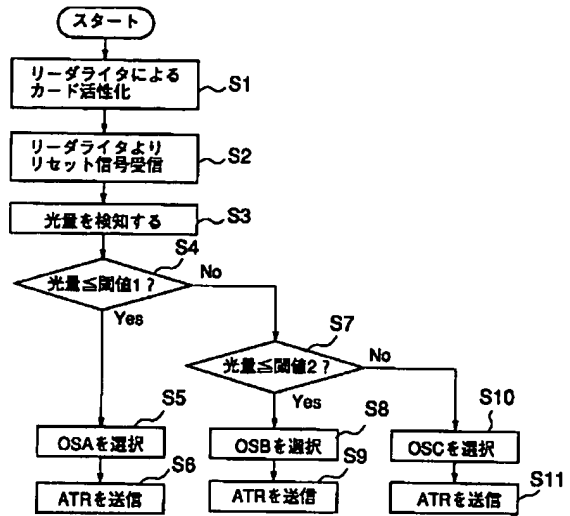 スタート
リーダライタによる
カード活性化
S1
リーダライタより
リセット信号受信
S2
光量を検知する
S3
S4
光量≦閾値1？
No
Yes
S7
光量≦閾値2？
No
Yes
S5
OSAを選択
S8
OSBを選択
S10
OSCを選択
S6
ATRを送信
S9
ATRを送信
S11
ATRを送信